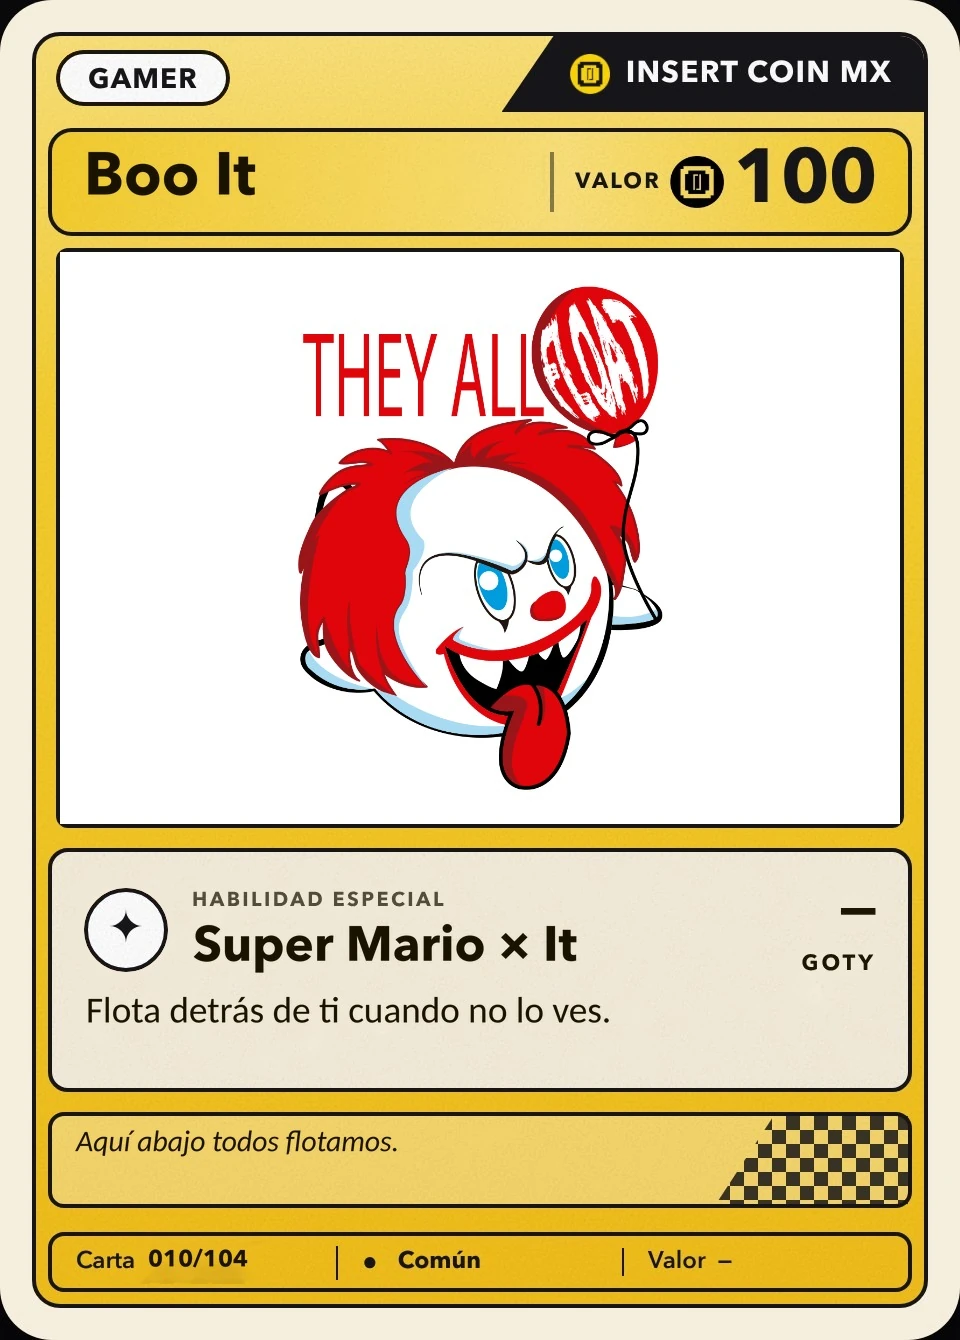 GAMER
INSERT COIN MX
Boo It
VALOR 100
THEY ALL FLOAT
HABILIDAD ESPECIAL
Super Mario × It
–
GOTY
Flota detrás de ti cuando no lo ves.
Aquí abajo todos flotamos.
Carta 010/104 • Común Valor –